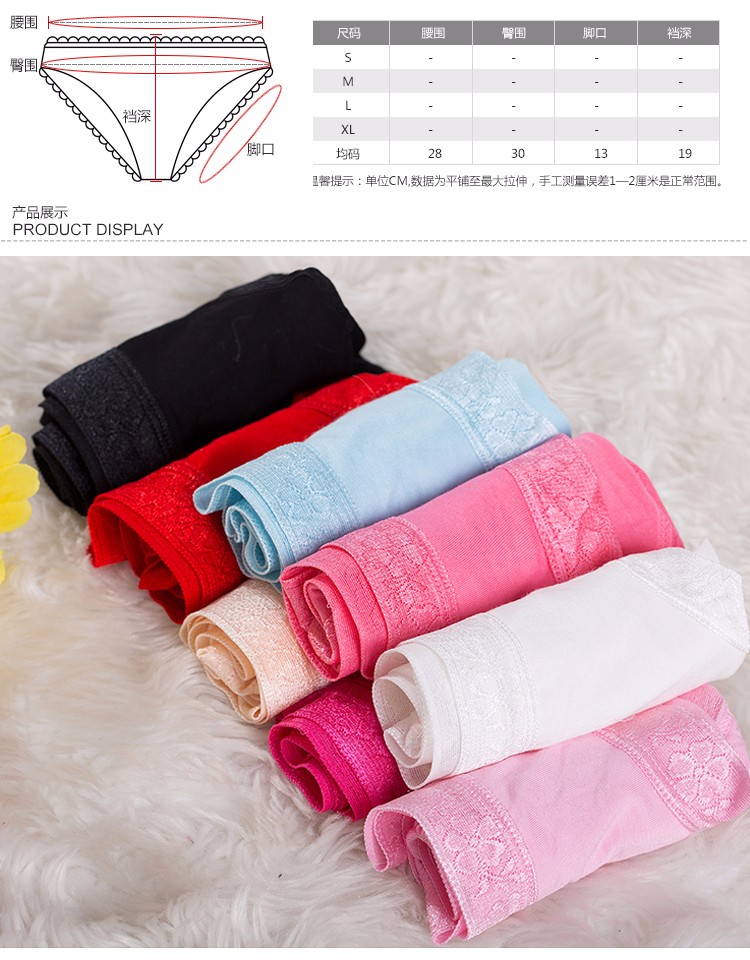 腰围
臀围
裆深
脚口
尺码 腰围 臀围 脚口 裆深
S - - - -
M - - - -
L - - - -
XL - - - -
均码 28 30 13 19
温馨提示：单位CM,数据为平铺至最大拉伸，手工测量误差1—2厘米是正常范围。
产品展示
PRODUCT DISPLAY